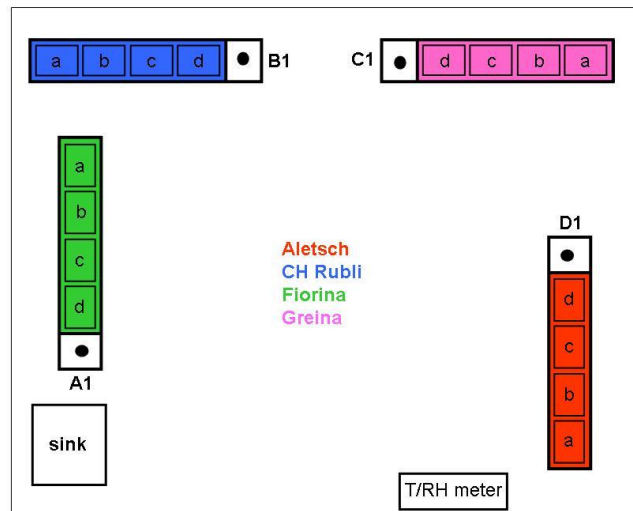 a b c d B1
C1 d c b a
a
b
c
d
A1
Aletsch
CH Rubli
Fiorina
Greina
D1
d
c
b
a
sink
T/RH meter